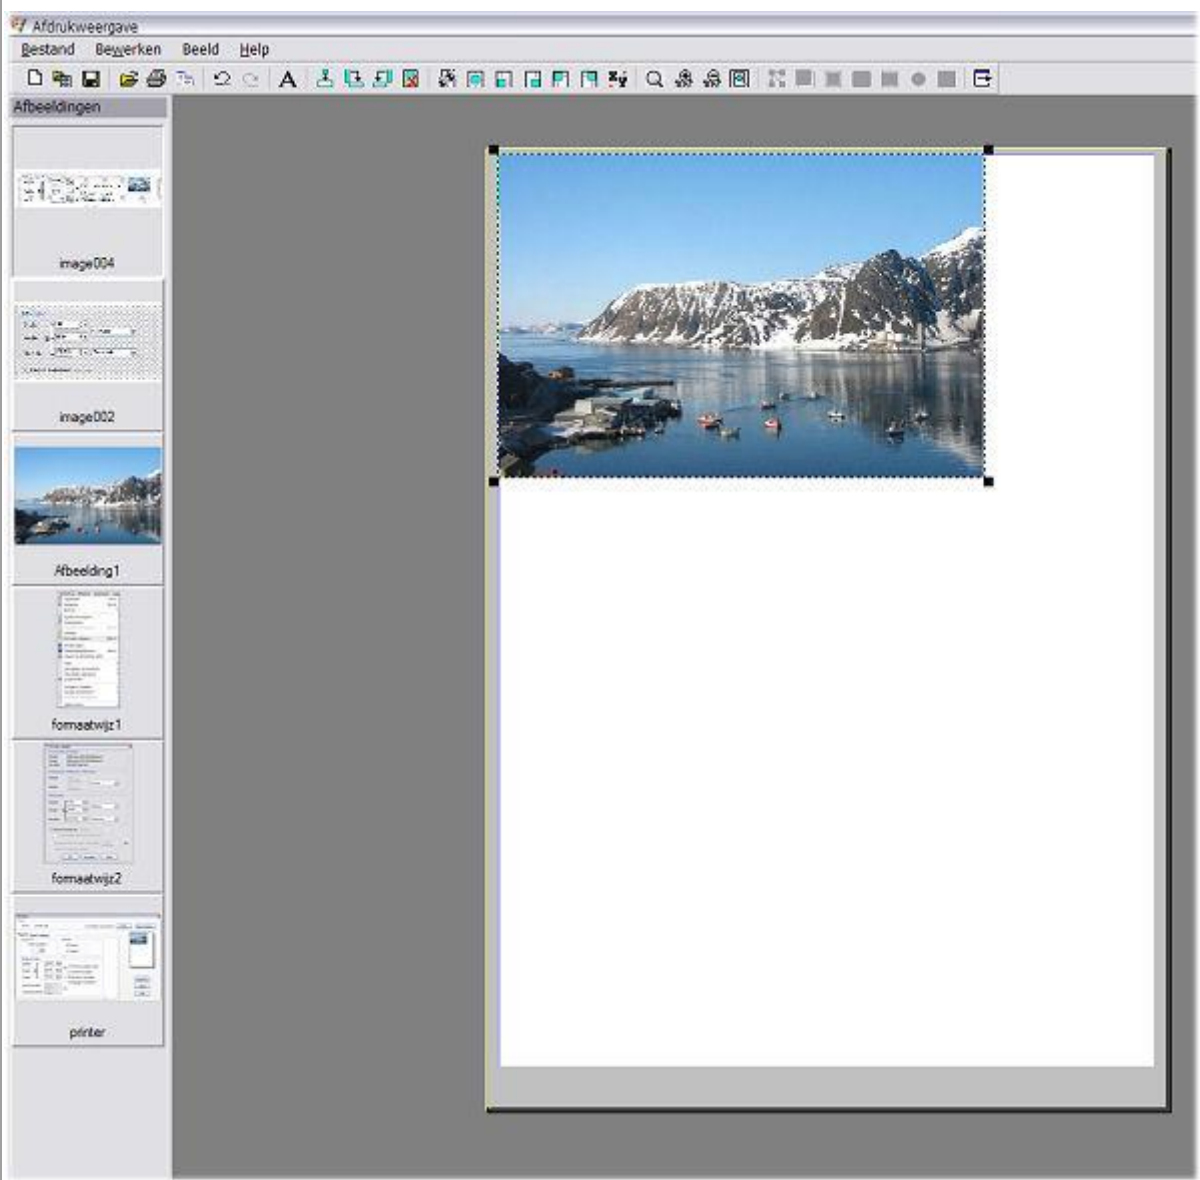 Afdrukweergave
Bestand Bewerken Beeld Help
A
Afbeeldingen
image004
image002
Afbeelding1
formaatwijz1
formaatwijz2
printer